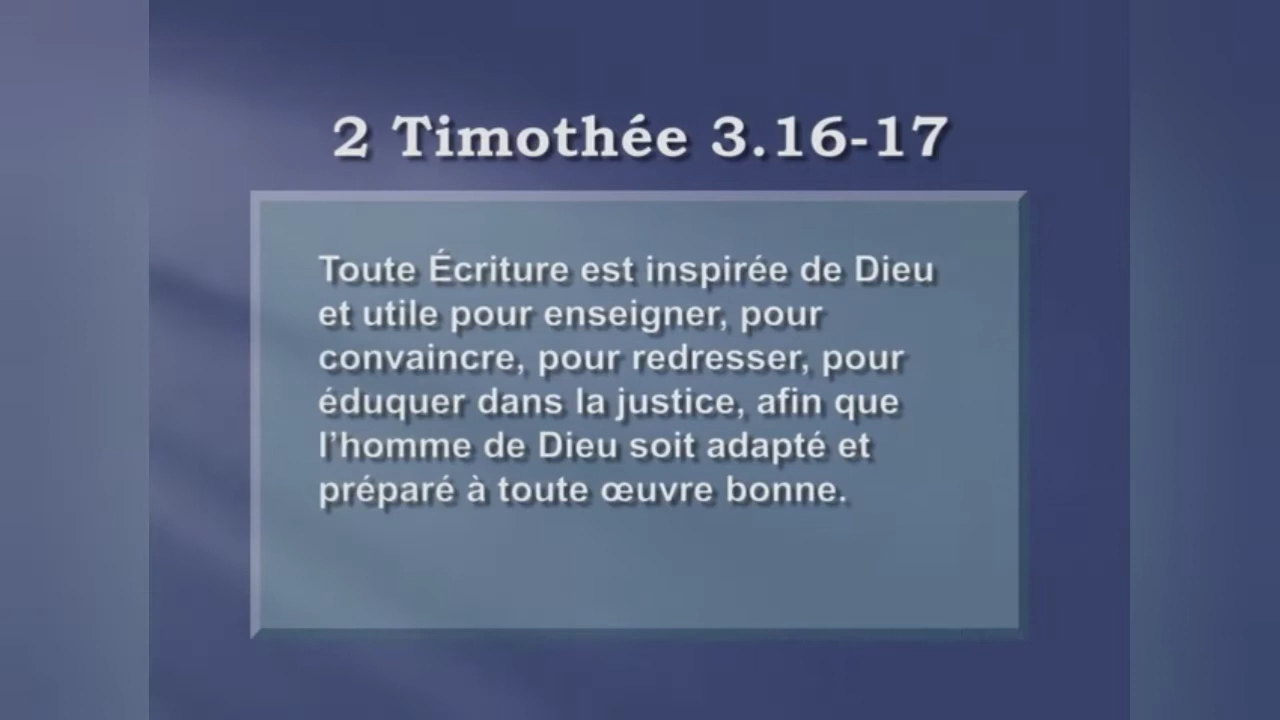 2 Timothée 3.16-17
Toute Écriture est inspirée de Dieu
et utile pour enseigner, pour
convaincre, pour redresser, pour
éduquer dans la justice, afin que
l’homme de Dieu soit adapté et
préparé à toute œuvre bonne.